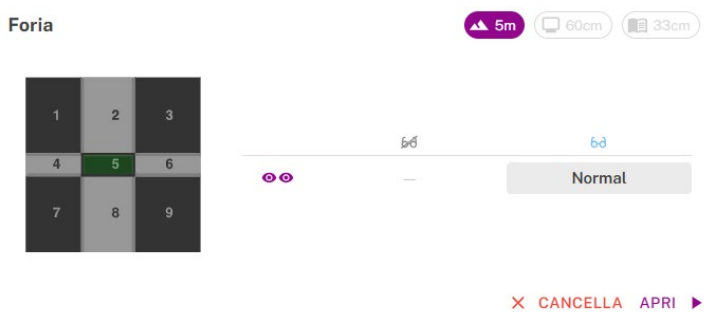 Foria
5m
60cm
33cm
1 2 3
4 5 6
7 8 9
—
Normal
CANCELLA
APRI